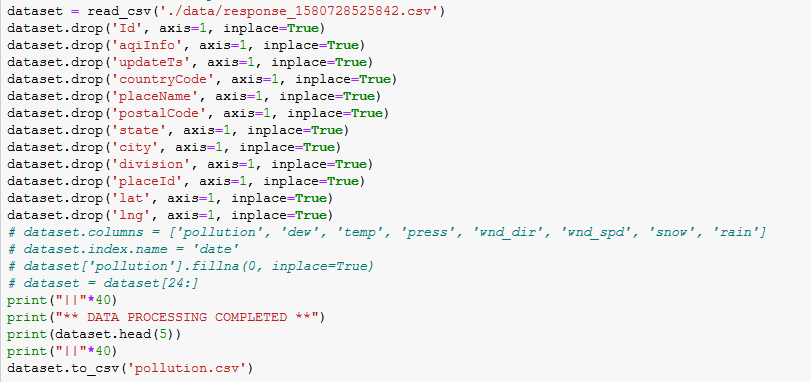 dataset = read_csv('./data/response_1580728525842.csv')
dataset.drop('Id', axis=1, inplace=True)
dataset.drop('aqiInfo', axis=1, inplace=True)
dataset.drop('updateTs', axis=1, inplace=True)
dataset.drop('countryCode', axis=1, inplace=True)
dataset.drop('placeName', axis=1, inplace=True)
dataset.drop('postalCode', axis=1, inplace=True)
dataset.drop('state', axis=1, inplace=True)
dataset.drop('city', axis=1, inplace=True)
dataset.drop('division', axis=1, inplace=True)
dataset.drop('placeId', axis=1, inplace=True)
dataset.drop('lat', axis=1, inplace=True)
dataset.drop('lng', axis=1, inplace=True)
# dataset.columns = ['pollution', 'dew', 'temp', 'press', 'wnd_dir', 'wnd_spd', 'snow', 'rain']
# dataset.index.name = 'date'
# dataset['pollution'].fillna(0, inplace=True)
# dataset = dataset[24:]
print("||"*40)
print("** DATA PROCESSING COMPLETED **")
print(dataset.head(5))
print("||"*40)
dataset.to_csv('pollution.csv')